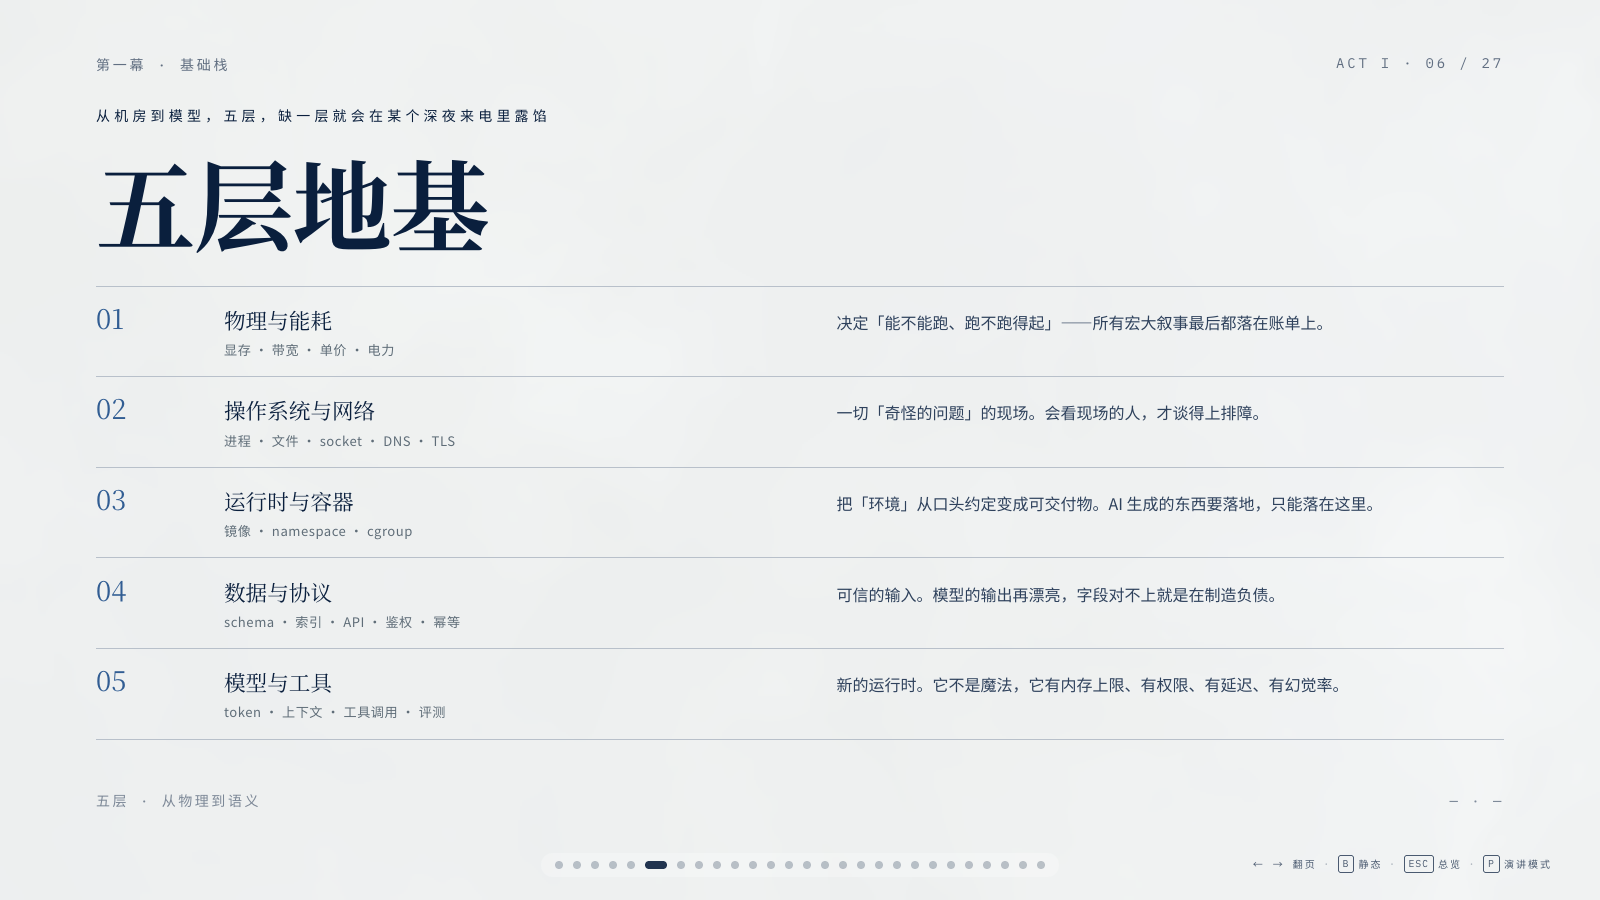 第一幕 · 基础栈
ACT I · 06 / 27
从机房到模型，五层，缺一层就会在某个深夜来电里露馅
五层地基
01
物理与能耗
显存 · 带宽 · 单价 · 电力
决定「能不能跑、跑不跑得起」——所有宏大叙事最后都落在账单上。
02
操作系统与网络
进程 · 文件 · socket · DNS · TLS
一切「奇怪的问题」的现场。会看现场的人，才谈得上排障。
03
运行时与容器
镜像 · namespace · cgroup
把「环境」从口头约定变成可交付物。AI 生成的东西要落地，只能落在这里。
04
数据与协议
schema · 索引 · API · 鉴权 · 幂等
可信的输入。模型的输出再漂亮，字段对不上就是在制造负债。
05
模型与工具
token · 上下文 · 工具调用 · 评测
新的运行时。它不是魔法，它有内存上限、有权限、有延迟、有幻觉率。
五层 · 从物理到语义
— · —
← → 翻页 · B 静态 · ESC 总览 · P 演讲模式